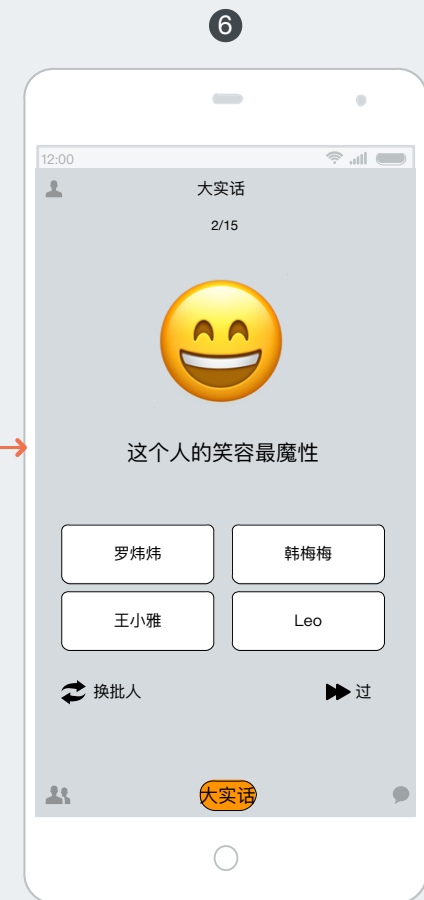 6
12:00
大实话
2/15
这个人的笑容最魔性
罗炜炜 韩梅梅
王小雅 Leo
换批人 过
大实话